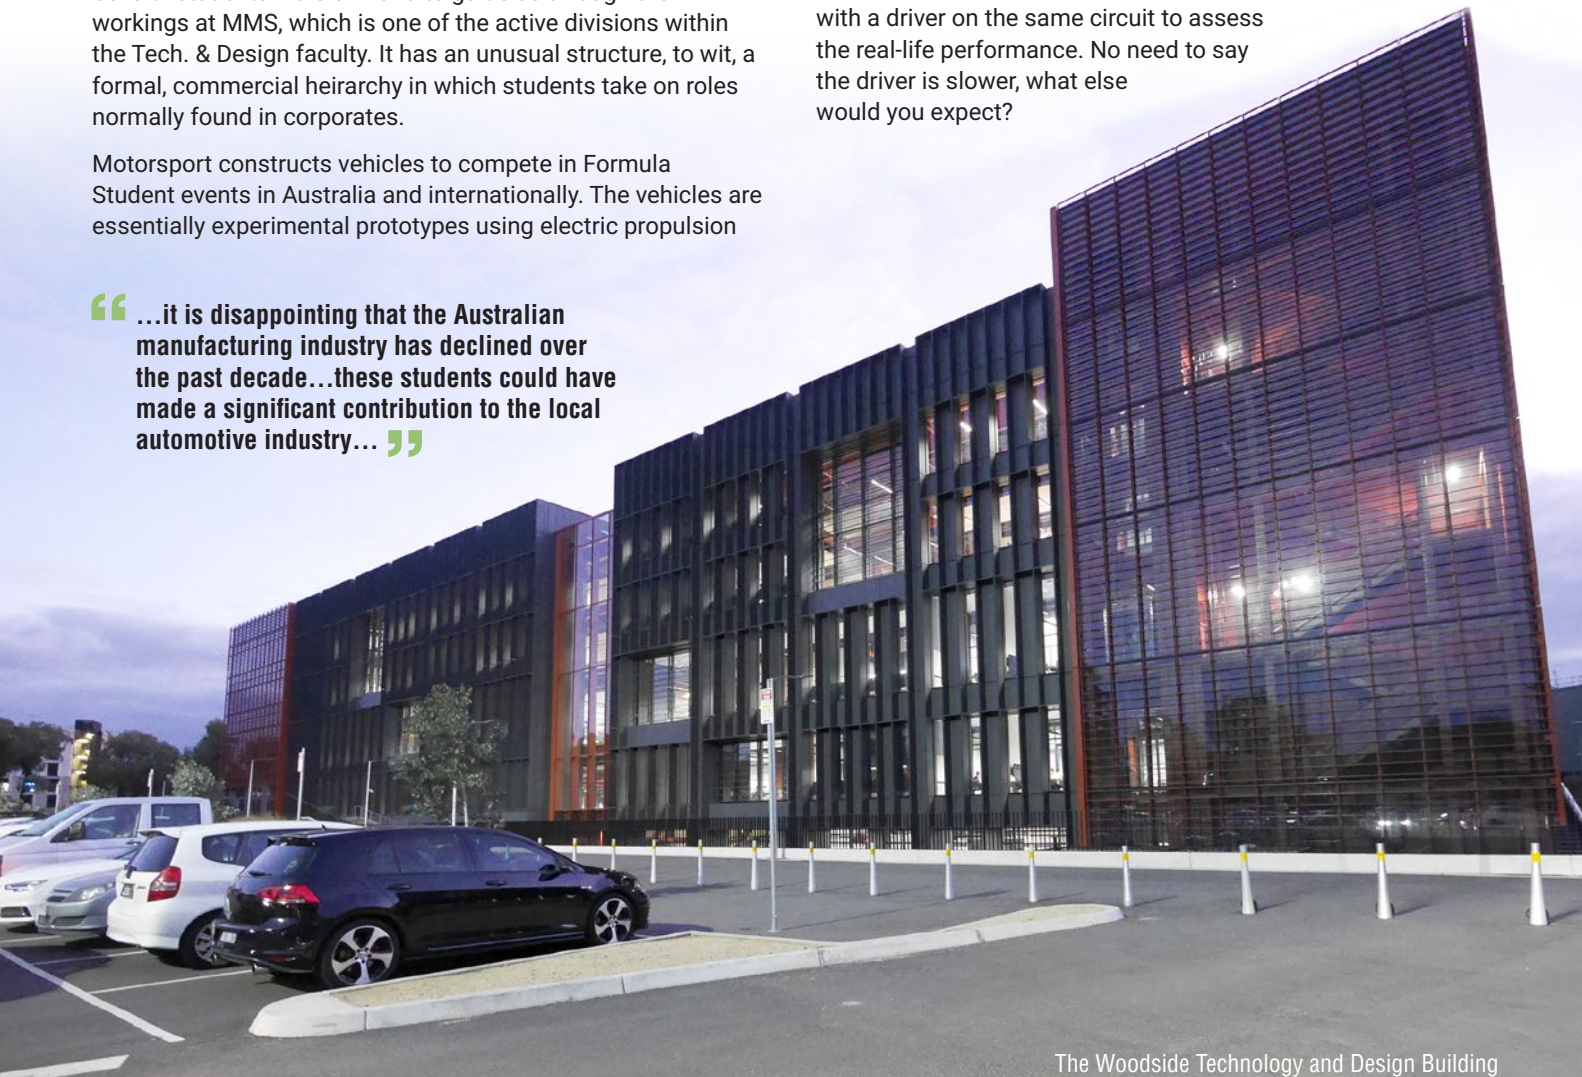 workings at MMS, which is one of the active divisions within
the Tech. & Design faculty. It has an unusual structure, to wit, a
formal, commercial heirarchy in which students take on roles
normally found in corporates.
Motorsport constructs vehicles to compete in Formula
Student events in Australia and internationally. The vehicles are
essentially experimental prototypes using electric propulsion
“ …it is disappointing that the Australian
manufacturing industry has declined over
the past decade…these students could have
made a significant contribution to the local
automotive industry… ”
with a driver on the same circuit to assess
the real-life performance. No need to say
the driver is slower, what else
would you expect?
The Woodside Technology and Design Building